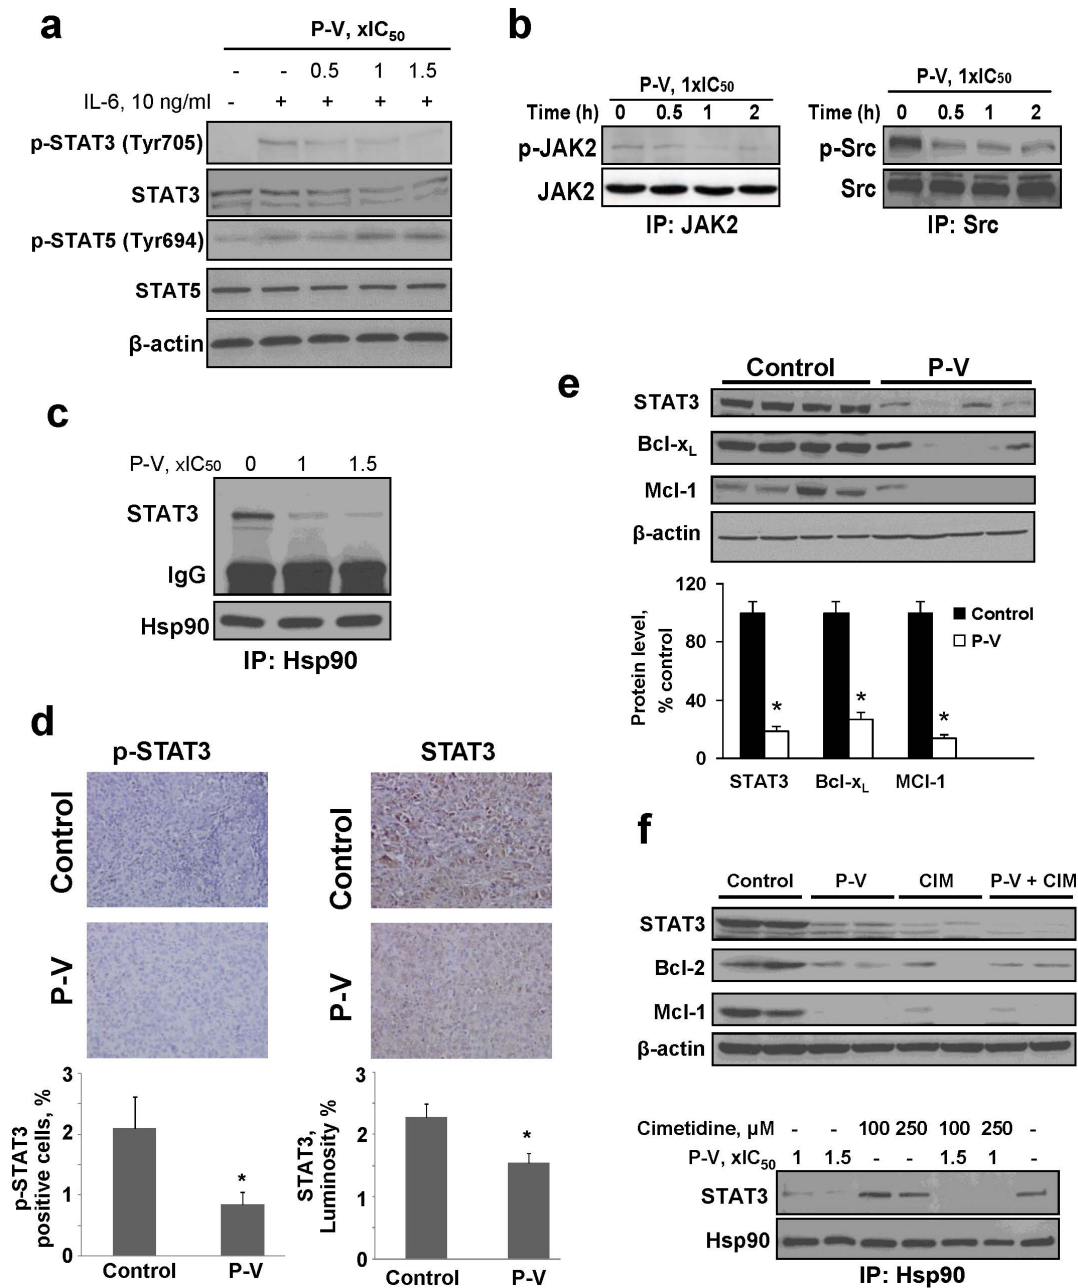 a
P-V, xIC50
- - 0.5 1 1.5
IL-6, 10 ng/ml - + + + +
p-STAT3 (Tyr705)
STAT3
p-STAT5 (Tyr694)
STAT5
β-actin
b
P-V, 1xIC50
Time (h) 0 0.5 1 2
p-JAK2
JAK2
IP: JAK2
P-V, 1xIC50
Time (h) 0 0.5 1 2
p-Src
Src
IP: Src
c
P-V, xIC50 0 1 1.5
STAT3
IgG
Hsp90
IP: Hsp90
d
p-STAT3
STAT3
Control
Control
P-V
P-V
p-STAT3
positive cells, %
3
2
1
0
Control P-V
*
STAT3,
Luminosity %
3
2
1
0
Control P-V
*
e
Control P-V
STAT3
Bcl-xL
Mcl-1
β-actin
Protein level,
% control
120
80
40
0
* * *
Control
P-V
STAT3 Bcl-xL MCl-1
f
Control P-V CIM P-V + CIM
STAT3
Bcl-2
Mcl-1
β-actin
Cimetidine, µM - - 100 250 100 250 -
P-V, xIC50 1 1.5 - - 1.5 1 -
STAT3
Hsp90
IP: Hsp90